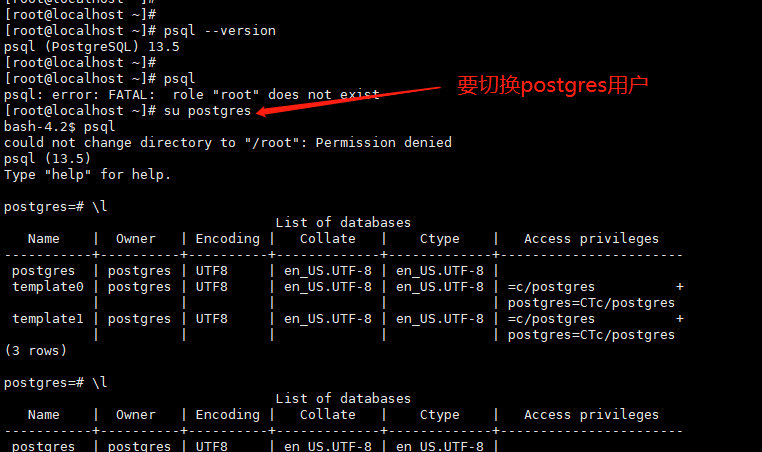 [root@localhost ~]#
[root@localhost ~]#
[root@localhost ~]# psql --version
psql (PostgreSQL) 13.5
[root@localhost ~]#
[root@localhost ~]# psql
psql: error: FATAL:  role "root" does not exist
[root@localhost ~]# su postgres
要切换postgres用户
bash-4.2$ psql
could not change directory to "/root": Permission denied
psql (13.5)
Type "help" for help.

postgres=# \l
                                  List of databases
   Name    |  Owner   | Encoding |   Collate   |    Ctype    |   Access privileges
-----------+----------+----------+-------------+-------------+-----------------------
 postgres  | postgres | UTF8     | en_US.UTF-8 | en_US.UTF-8 |
 template0 | postgres | UTF8     | en_US.UTF-8 | en_US.UTF-8 | =c/postgres          +
           |          |          |             |             | postgres=CTc/postgres
 template1 | postgres | UTF8     | en_US.UTF-8 | en_US.UTF-8 | =c/postgres          +
           |          |          |             |             | postgres=CTc/postgres
(3 rows)

postgres=# \l
                                  List of databases
   Name    |  Owner   | Encoding |   Collate   |    Ctype    |   Access privileges
-----------+----------+----------+-------------+-------------+-----------------------
 postgres  | postgres | UTF8     | en_US.UTF-8 | en_US.UTF-8 |